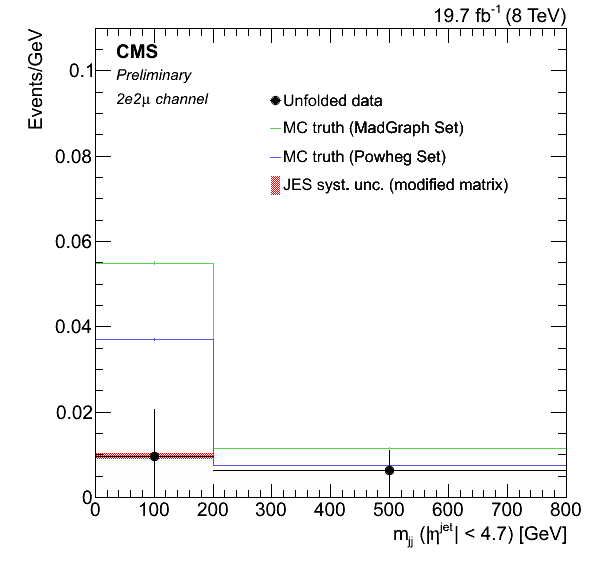 19.7 fb⁻¹ (8 TeV)
Events/GeV
CMS
Preliminary
2e2μ channel
Unfolded data
MC truth (MadGraph Set)
MC truth (Powheg Set)
JES syst. unc. (modified matrix)
0.1
0.08
0.06
0.04
0.02
0
0 100 200 300 400 500 600 700 800
m_jj (|η^jet| < 4.7) [GeV]